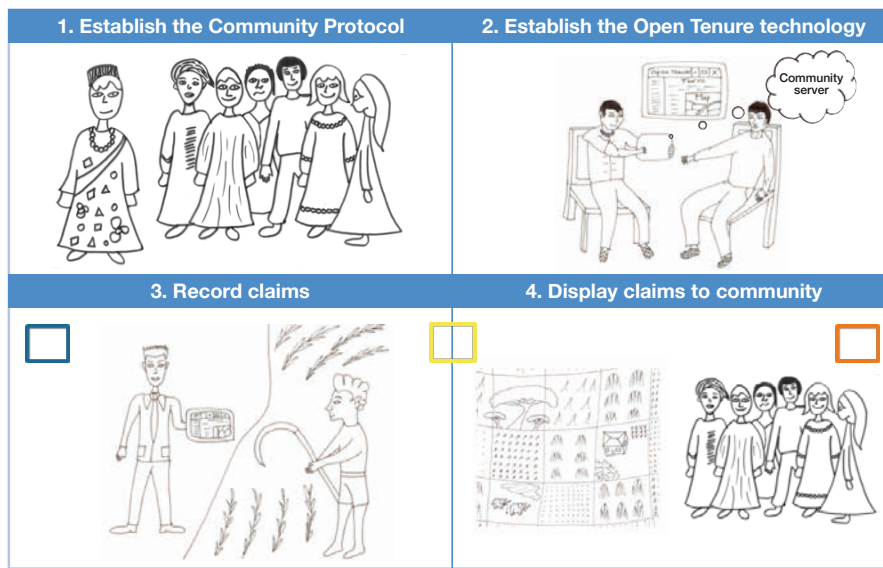 1. Establish the Community Protocol
2. Establish the Open Tenure technology
Community
server
3. Record claims
4. Display claims to community